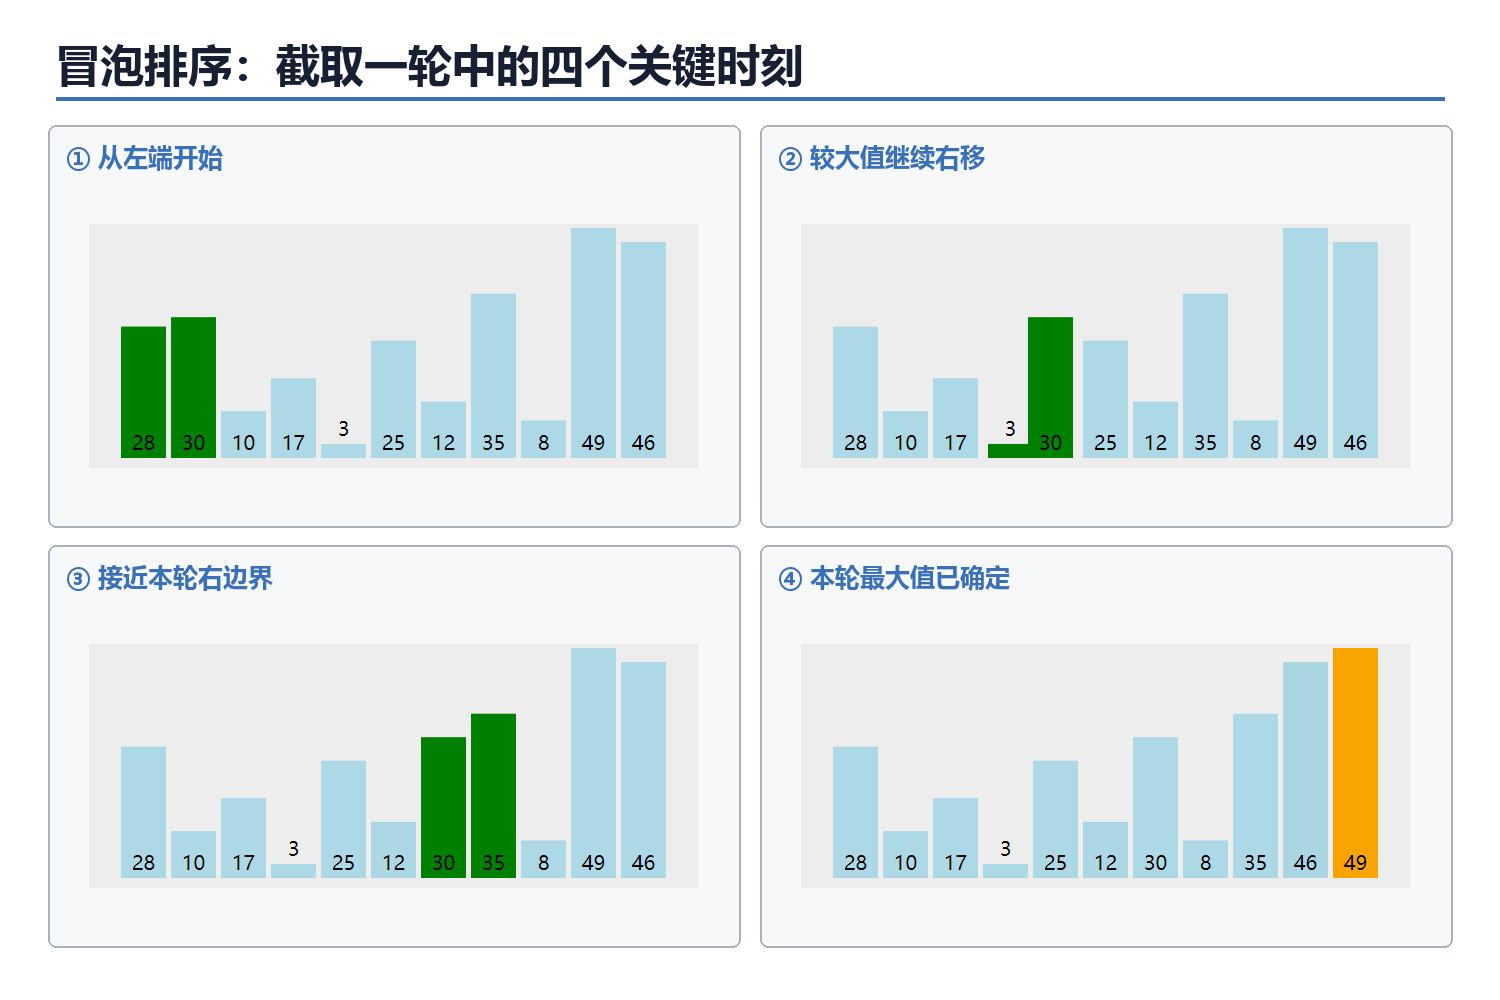 冒泡排序：截取一轮中的四个关键时刻
① 从左端开始
28 30 10 17 3 25 12 35 8 49 46
② 较大值继续右移
28 10 17 3 30 25 12 35 8 49 46
③ 接近本轮右边界
28 10 17 3 25 12 30 35 8 49 46
④ 本轮最大值已确定
28 10 17 3 25 12 30 8 35 46 49